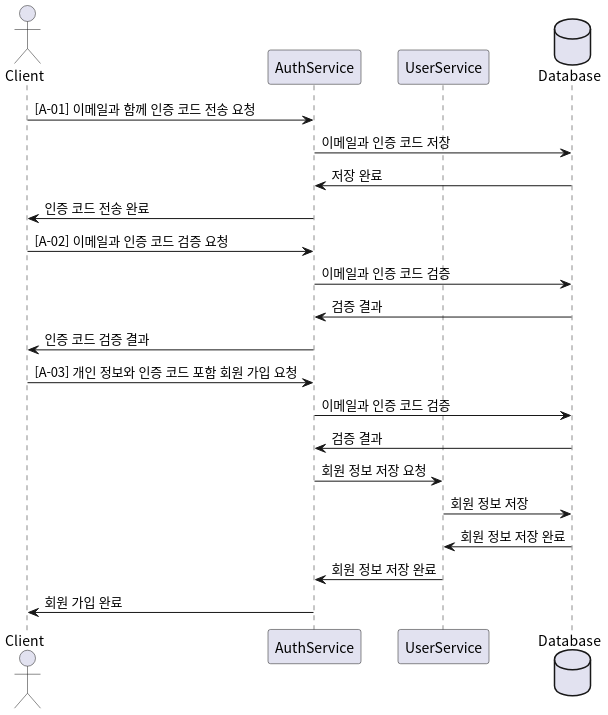 Client
AuthService
UserService
Database
[A-01] 이메일과 함께 인증 코드 전송 요청
이메일과 인증 코드 저장
저장 완료
인증 코드 전송 완료
[A-02] 이메일과 인증 코드 검증 요청
이메일과 인증 코드 검증
검증 결과
인증 코드 검증 결과
[A-03] 개인 정보와 인증 코드 포함 회원 가입 요청
이메일과 인증 코드 검증
검증 결과
회원 정보 저장 요청
회원 정보 저장
회원 정보 저장 완료
회원 정보 저장 완료
회원 가입 완료
Client
AuthService
UserService
Database